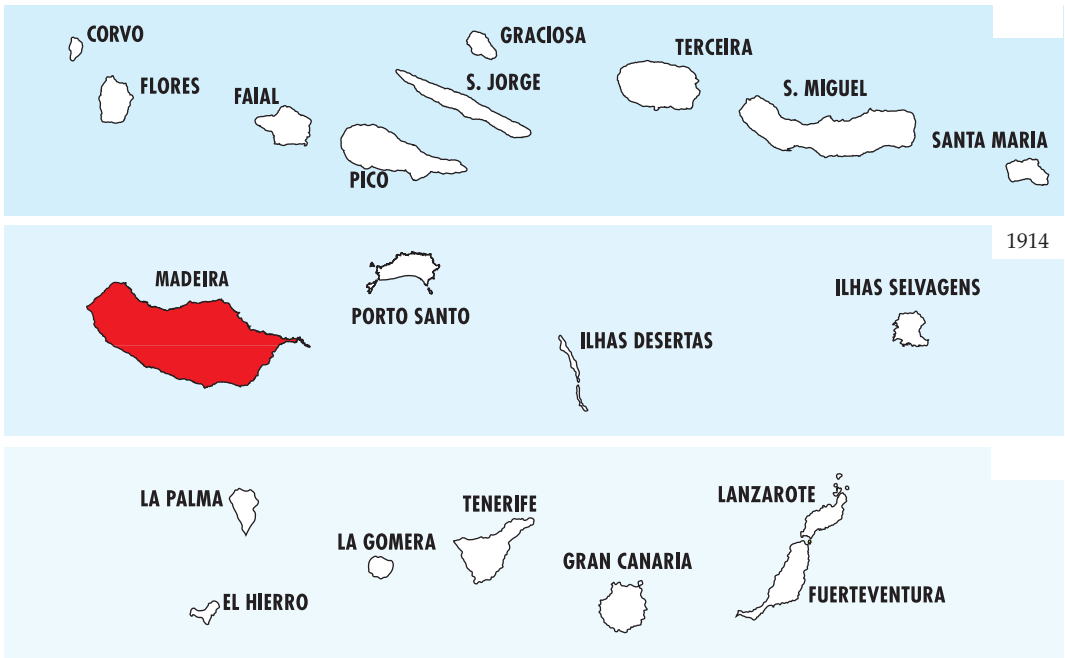 CORVO
FLORES
FAIAL
PICO
GRACIOSA
S. JORGE
TERCEIRA
S. MIGUEL
SANTA MARIA
1914
MADEIRA
PORTO SANTO
ILHAS DESERTAS
ILHAS SELVAGENS
LA PALMA
EL HIERRO
LA GOMERA
TENERIFE
GRAN CANARIA
LANZAROTE
FUERTEVENTURA